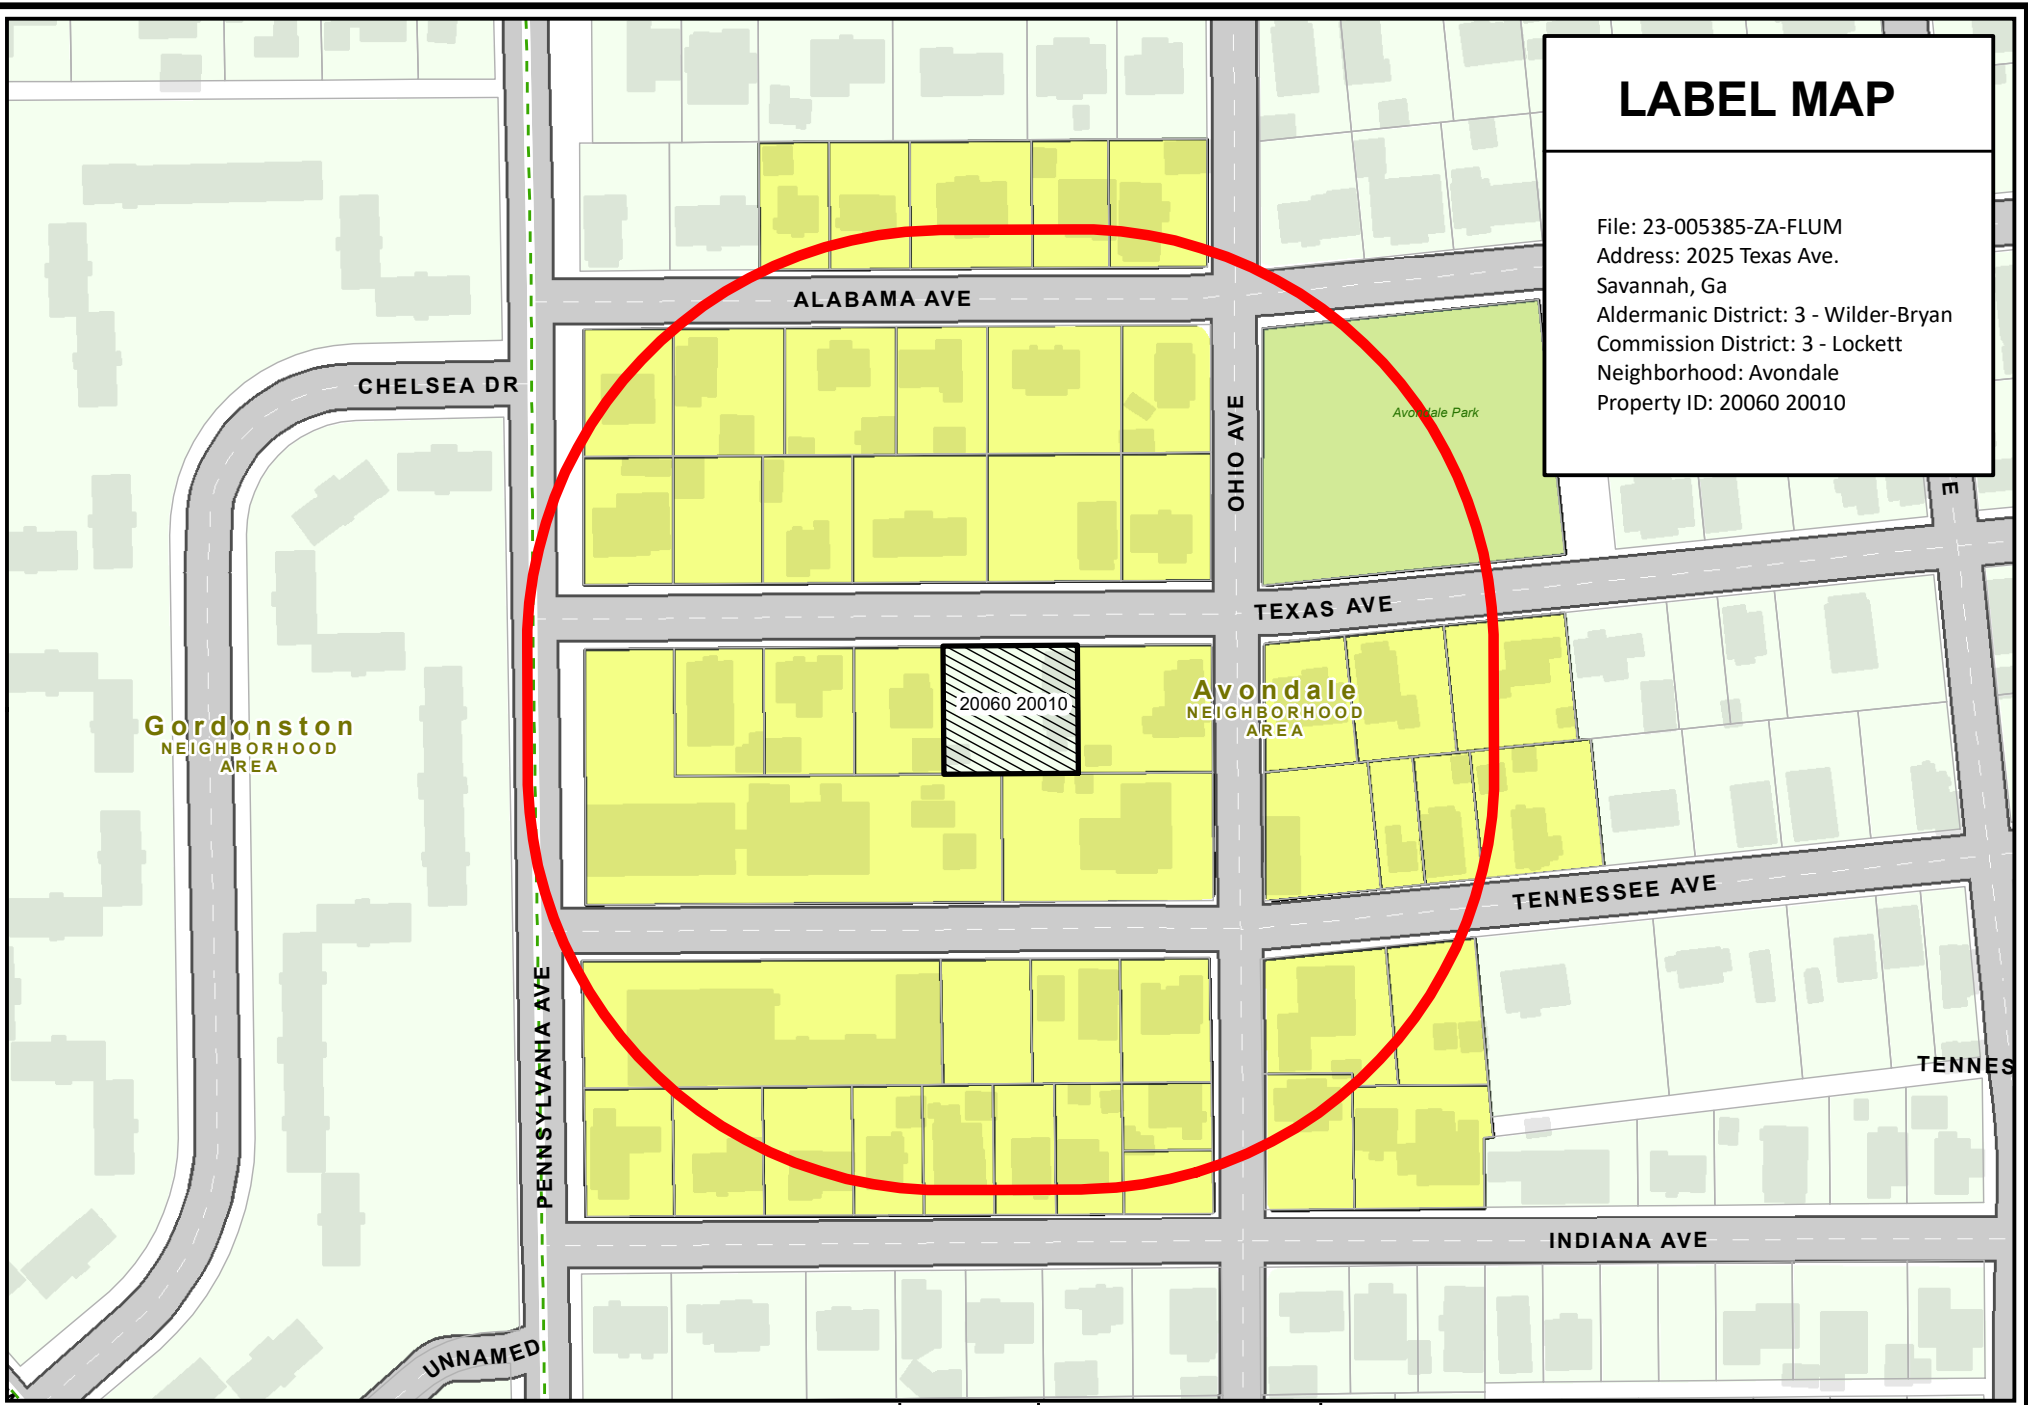 LABEL MAP
File: 23-005385-ZA-FLUM
Address: 2025 Texas Ave.
Savannah, Ga
Aldermanic District: 3 - Wilder-Bryan
Commission District: 3 - Lockett
Neighborhood: Avondale
Property ID: 20060 20010
ALABAMA AVE
CHELSEA DR
Avondale Park
OHIO AVE
E
TEXAS AVE
20060 20010
Avondale
NEIGHBORHOOD
AREA
Gordonston
NEIGHBORHOOD
AREA
TENNESSEE AVE
PENNSYLVANIA AVE
TENNES
INDIANA AVE
UNNAMED